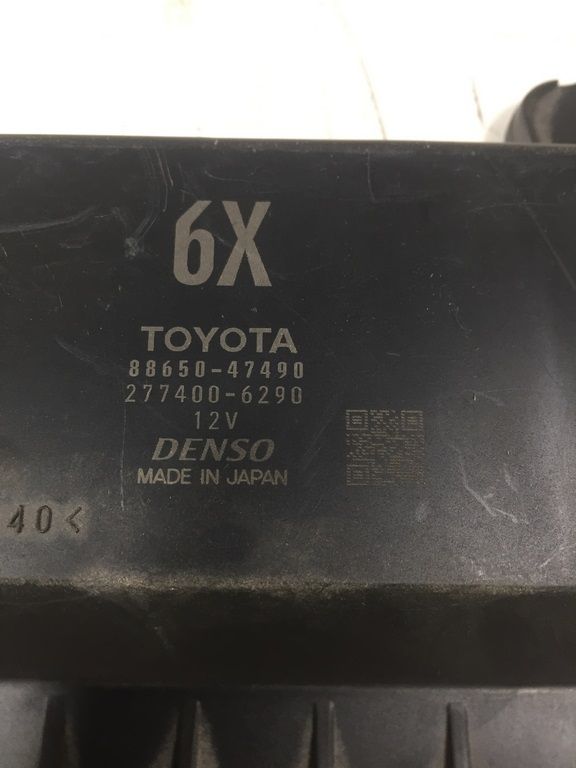 6X
TOYOTA
88650-47490
277400-6290
12V
DENSO
MADE IN JAPAN
40<